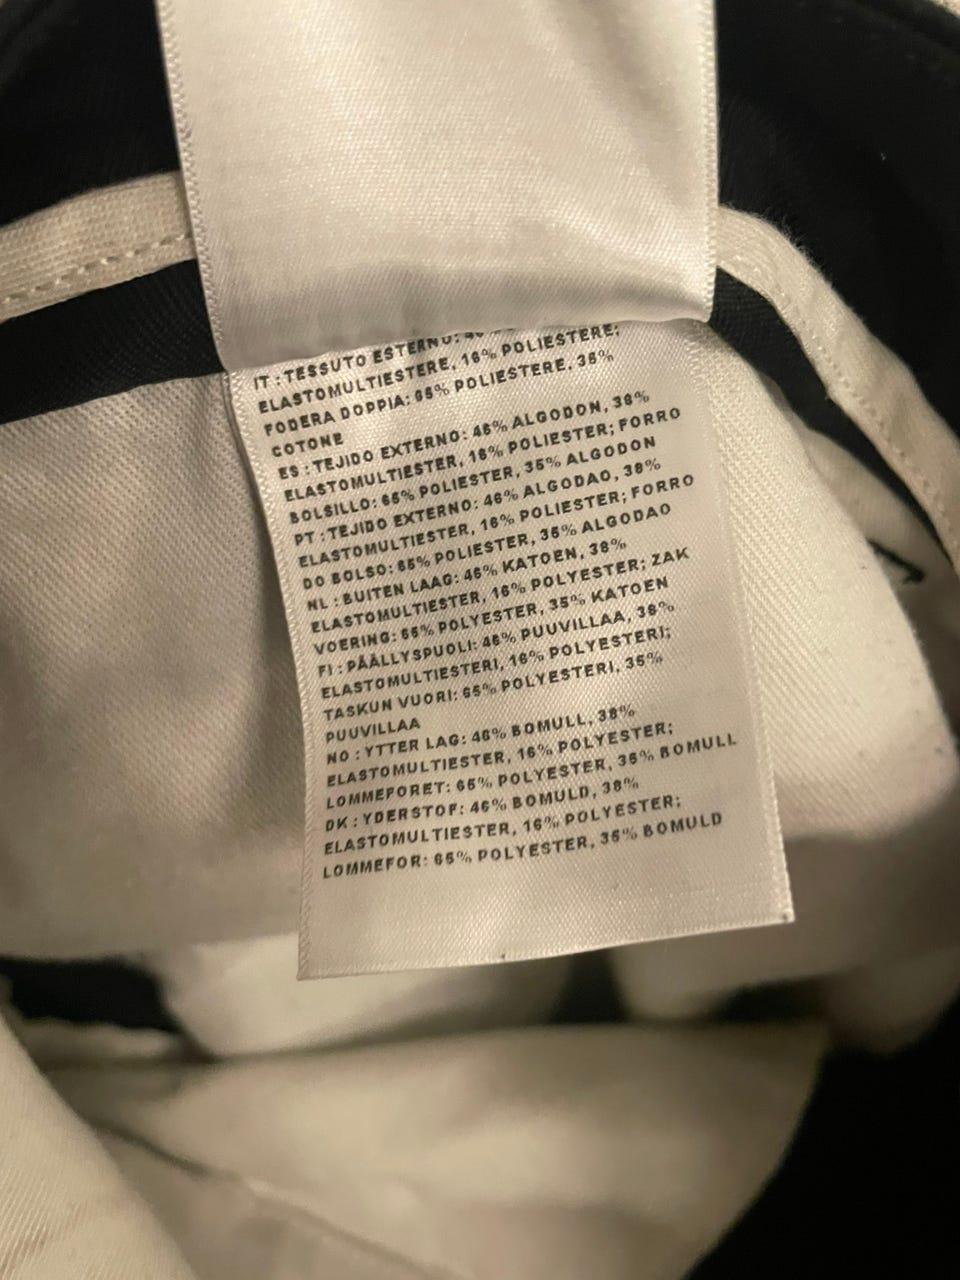 IT : TESSUTO ESTERNO: 46
ELASTOMULTIESTERE, 16% POLIESTERE;
FODERA DOPPIA: 65% POLIESTERE, 35%
COTONE
ES : TEJIDO EXTERNO: 46% ALGODON, 38%
ELASTOMULTIESTER, 16% POLIESTER; FORRO
BOLSILLO: 65% POLIESTER, 35% ALGODON
PT : TEJIDO EXTERNO: 46% ALGODAO, 38%
ELASTOMULTIESTER, 16% POLIESTER; FORRO
DO BOLSO: 65% POLIESTER, 35% ALGODAO
NL : BUITEN LAAG: 46% KATOEN, 38%
ELASTOMULTIESTER, 16% POLYESTER; ZAK
VOERING: 65% POLYESTER, 35% KATOEN
FI : PÄÄLLYSPUOLI: 46% PUUVILLAA, 38%
ELASTOMULTIESTERI, 16% POLYESTERI;
TASKUN VUORI: 65% POLYESTERI, 35%
PUUVILLAA
NO : YTTER LAG: 46% BOMULL, 38%
ELASTOMULTIESTER, 16% POLYESTER;
LOMMEFORET: 65% POLYESTER, 35% BOMULL
DK : YDERSTOF: 46% BOMULD, 38%
ELASTOMULTIESTER, 16% POLYESTER;
LOMMEFOR: 65% POLYESTER, 35% BOMULD